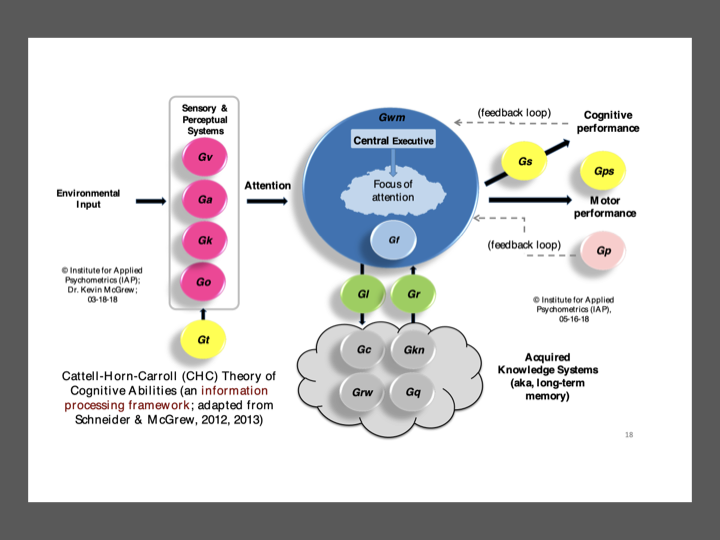 Sensory &
Perceptual
Systems
Gv
Ga
Gk
Go
Gt
Environmental
Input
Attention
© Institute for Applied
Psychometrics (IAP);
Dr. Kevin McGrew;
03-18-18
Cattell-Horn-Carroll (CHC) Theory of
Cognitive Abilities (an information
processing framework; adapted from
Schneider & McGrew, 2012, 2013)
Gwm
Central Executive
Focus of
attention
Gf
Gl
Gr
Gc
Gkn
Grw
Gq
(feedback loop)
Cognitive
performance
Gs
Gps
Motor
performance
(feedback loop)
Gp
© Institute for Applied
Psychometrics (IAP),
05-16-18
Acquired
Knowledge Systems
(aka, long-term
memory)
18